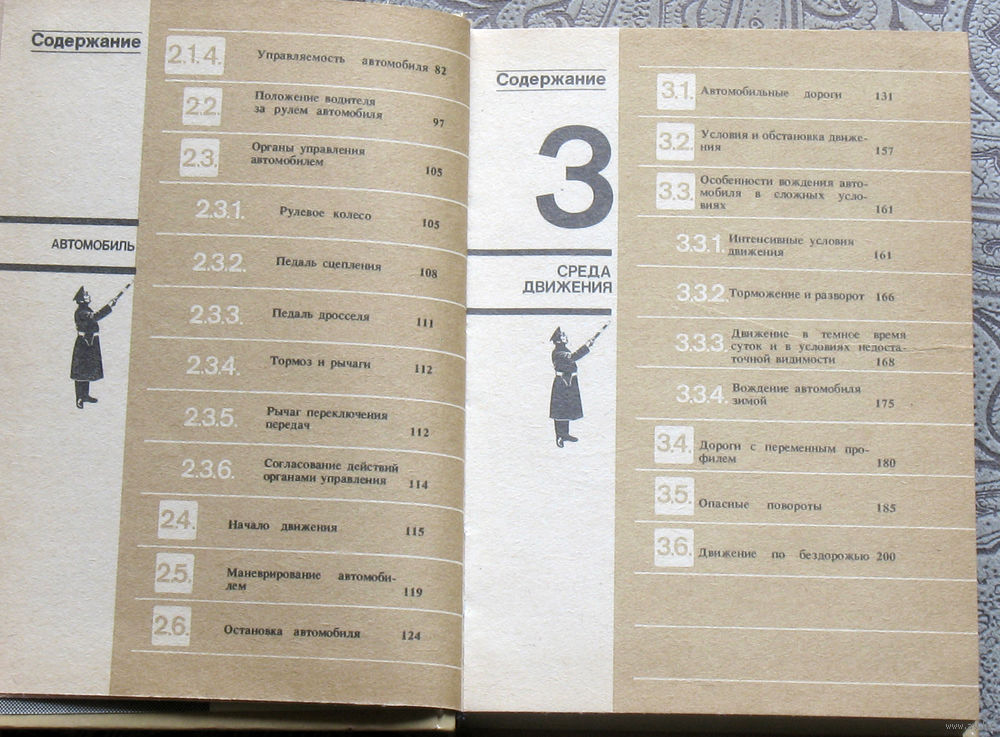 Содержание
АВТОМОБИЛЬ
2.1.4. Управляемость автомобиля 82
2.2. Положение водителя
за рулем автомобиля 97
2.3. Органы управления
автомобилем 105
2.3.1. Рулевое колесо 105
2.3.2. Педаль сцепления 108
2.3.3. Педаль дросселя 111
2.3.4. Тормоз и рычаги 112
2.3.5. Рычаг переключения
передач 112
2.3.6. Согласование действий
органами управления 114
2.4. Начало движения 115
2.5. Маневрирование автомоби-
лем 119
2.6. Остановка автомобиля 124
Содержание
3
СРЕДА
ДВИЖЕНИЯ
3.1. Автомобильные дороги 131
3.2. Условия и обстановка движе-
ния 157
3.3. Особенности вождения авто-
мобиля в сложных усло-
виях 161
3.3.1. Интенсивные условия
движения 161
3.3.2. Торможение и разворот 166
3.3.3. Движение в темное время
суток и в условиях недоста-
точной видимости 168
3.3.4. Вождение автомобиля
зимой 175
3.4. Дороги с переменным про-
филем 180
3.5. Опасные повороты 185
3.6. Движение по бездорожью 200